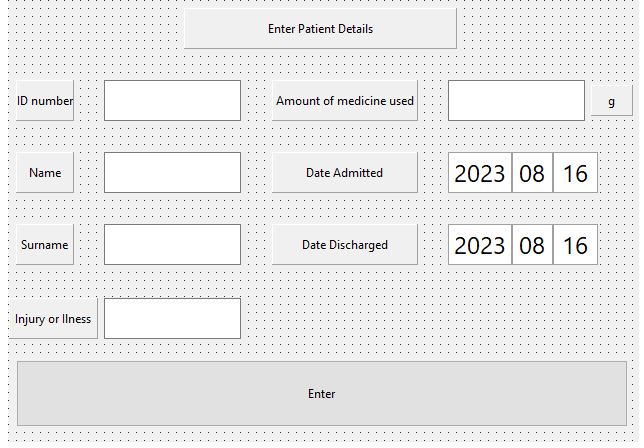 Enter Patient Details
ID number
Amount of medicine used
g
Name
Date Admitted
2023 08 16
Surname
Date Discharged
2023 08 16
Injury or Ilness
Enter